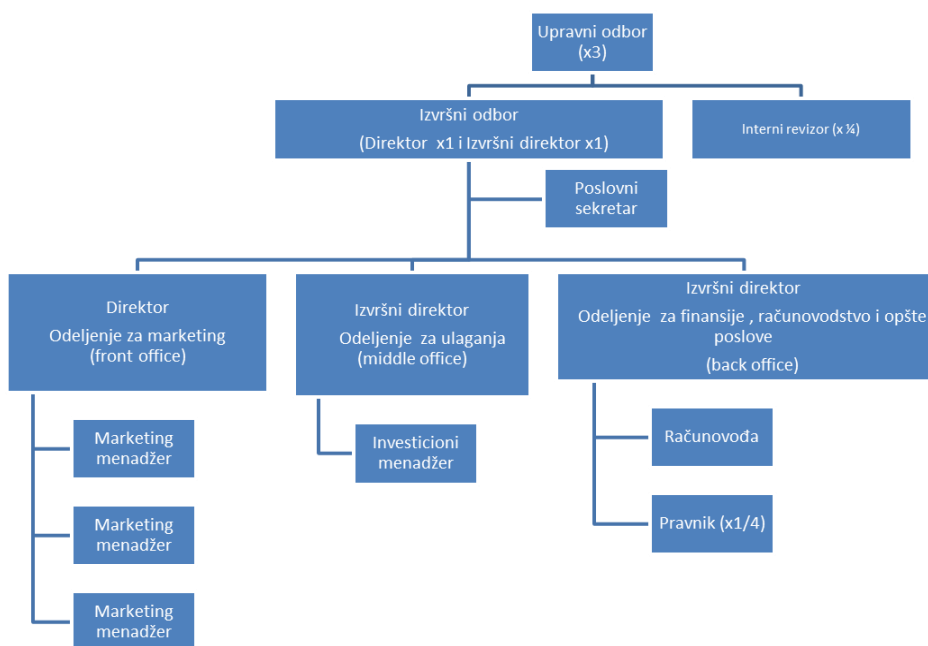 Upravni odbor
(x3)
Izvršni odbor
(Direktor x1 i Izvršni direktor x1)
Interni revizor (x ¼)
Poslovni
sekretar
Direktor
Odeljenje za marketing
(front office)
Izvršni direktor
Odeljenje za ulaganja
(middle office)
Izvršni direktor
Odeljenje za finansije , računovodstvo i opšte
poslove
(back office)
Marketing
menadžer
Marketing
menadžer
Marketing
menadžer
Investicioni
menadžer
Računovođa
Pravnik (x1/4)